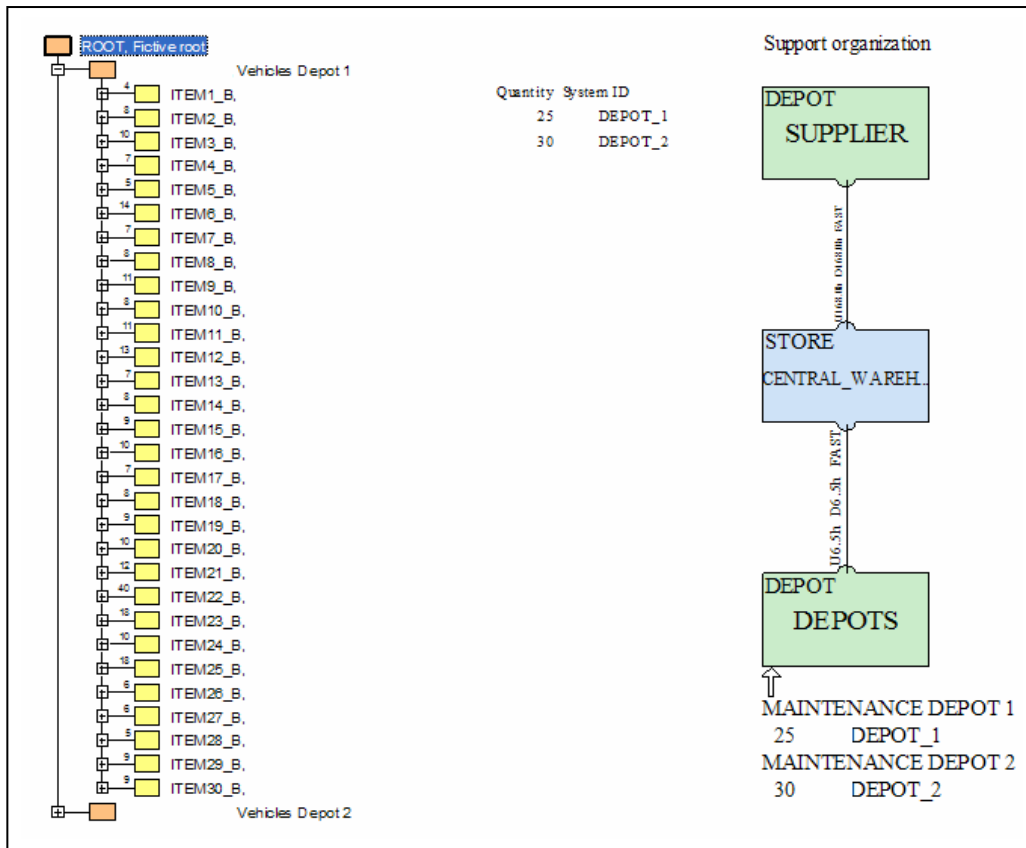 ROOT, Fictive root
Vehicles Depot 1
4 ITEM1_B,
8 ITEM2_B,
10 ITEM3_B,
7 ITEM4_B,
5 ITEM5_B,
14 ITEM6_B,
7 ITEM7_B,
8 ITEM8_B,
11 ITEM9_B,
8 ITEM10_B,
11 ITEM11_B,
13 ITEM12_B,
7 ITEM13_B,
8 ITEM14_B,
9 ITEM15_B,
10 ITEM16_B,
7 ITEM17_B,
8 ITEM18_B,
9 ITEM19_B,
10 ITEM20_B,
12 ITEM21_B,
40 ITEM22_B,
18 ITEM23_B,
10 ITEM24_B,
18 ITEM25_B,
6 ITEM26_B,
6 ITEM27_B,
5 ITEM28_B,
9 ITEM29_B,
9 ITEM30_B,
Vehicles Depot 2
Quantity System ID
25 DEPOT_1
30 DEPOT_2
Support organization
DEPOT
SUPPLIER
FAST
STORE
CENTRAL_WAREH..
U6.5h D6.5h FAST
DEPOT
DEPOTS
MAINTENANCE DEPOT 1
25 DEPOT_1
MAINTENANCE DEPOT 2
30 DEPOT_2